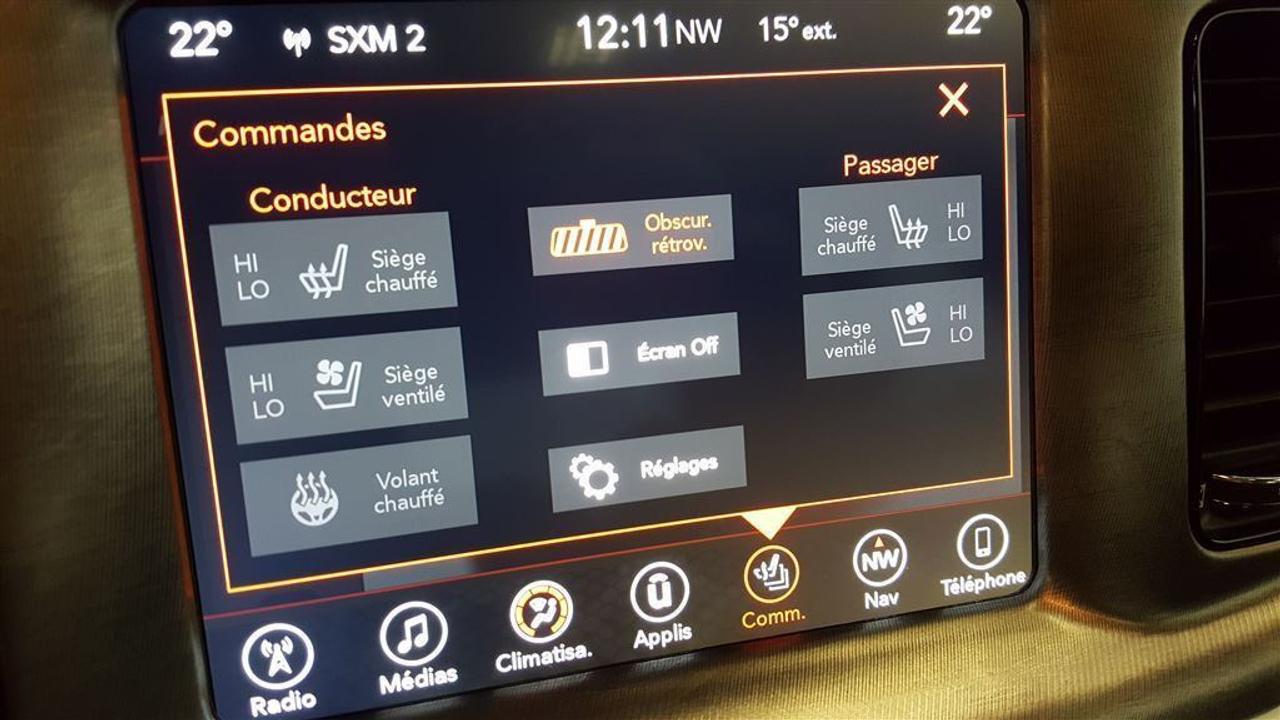 22° SXM 2 12:11 NW 15° ext. 22°
Commandes X
Conducteur
HI
LO
Siège
chauffé
HI
LO
Siège
ventilé
Volant
chauffé
Obscur.
rétrov.
Écran Off
Réglages
Passager
Siège
chauffé
HI
LO
Siège
ventilé
HI
LO
Radio
Médias
Climatisa.
Applis
Comm.
NW
Nav
Téléphone